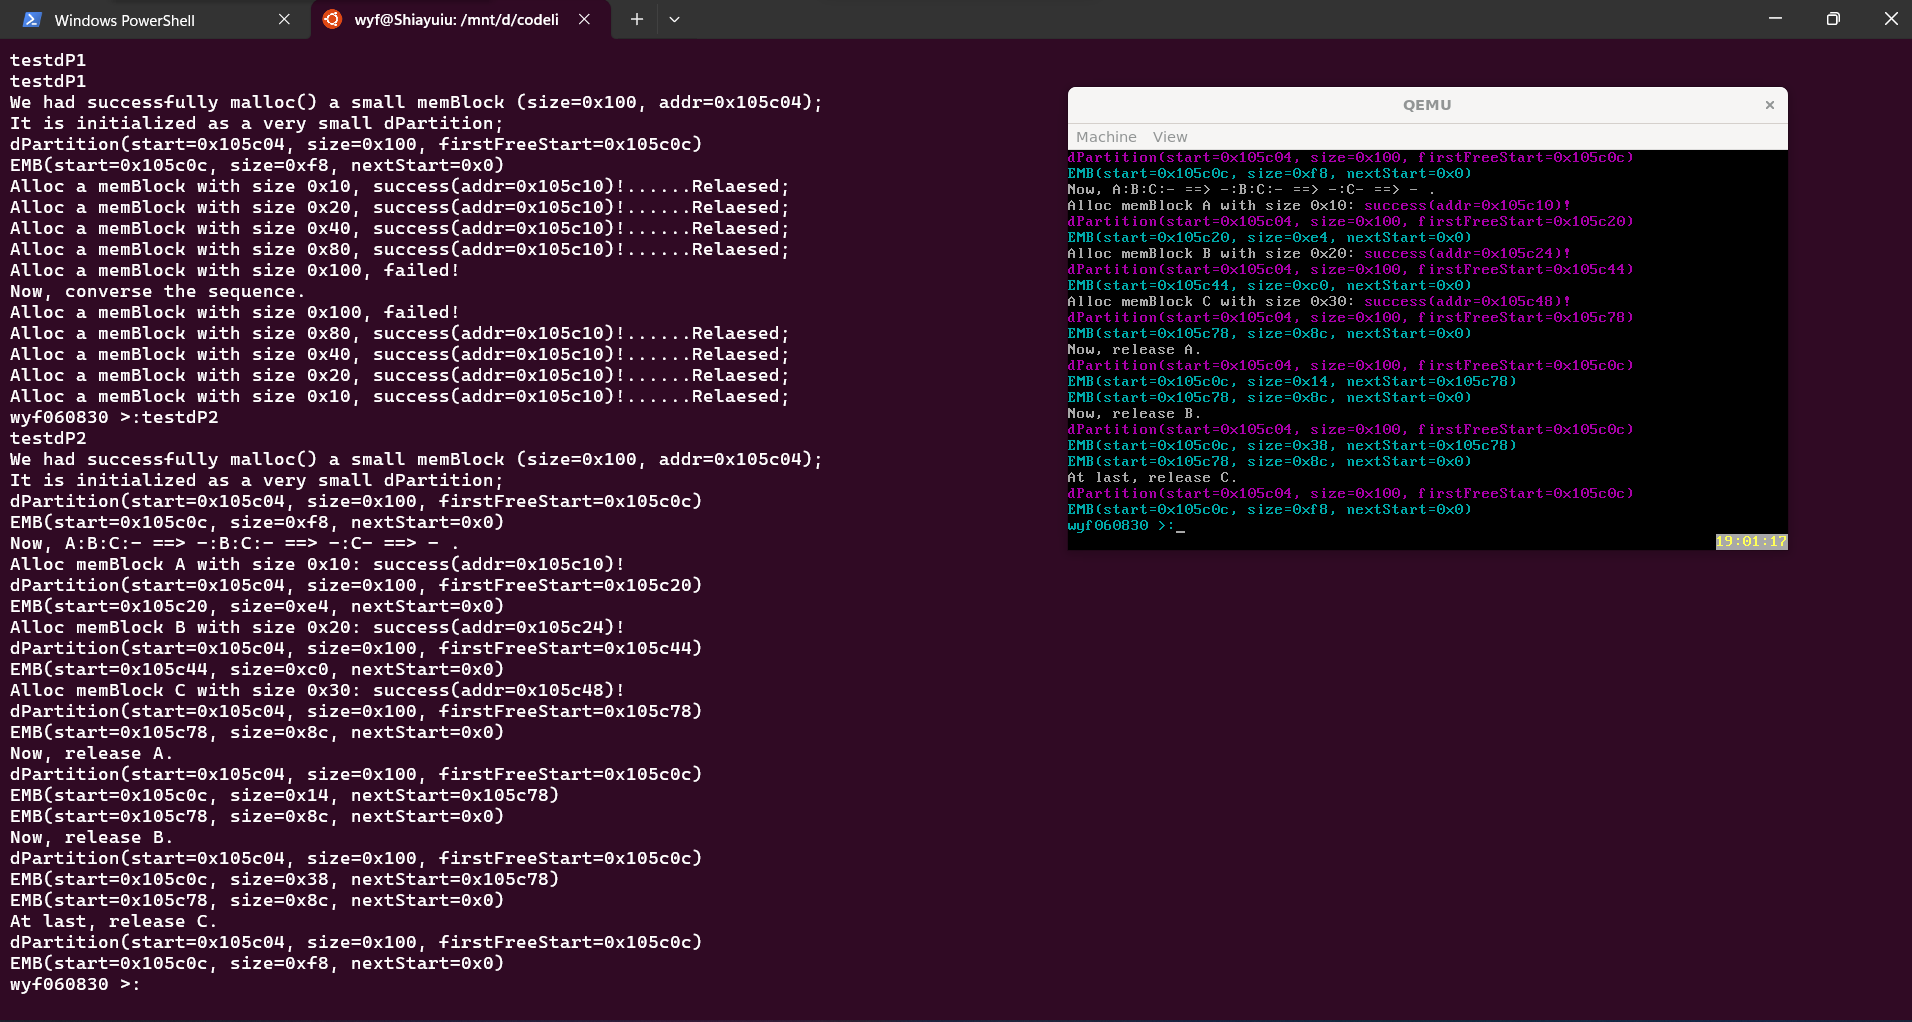 Windows PowerShell
wyf@Shiayuiu: /mnt/d/codeli
testdP1
testdP1
We had successfully malloc() a small memBlock (size=0x100, addr=0x105c04);
It is initialized as a very small dPartition;
dPartition(start=0x105c04, size=0x100, firstFreeStart=0x105c0c)
EMB(start=0x105c0c, size=0xf8, nextStart=0x0)
Alloc a memBlock with size 0x10, success(addr=0x105c10)!......Relaesed;
Alloc a memBlock with size 0x20, success(addr=0x105c10)!......Relaesed;
Alloc a memBlock with size 0x40, success(addr=0x105c10)!......Relaesed;
Alloc a memBlock with size 0x80, success(addr=0x105c10)!......Relaesed;
Alloc a memBlock with size 0x100, failed!
Now, converse the sequence.
Alloc a memBlock with size 0x100, failed!
Alloc a memBlock with size 0x80, success(addr=0x105c10)!......Relaesed;
Alloc a memBlock with size 0x40, success(addr=0x105c10)!......Relaesed;
Alloc a memBlock with size 0x20, success(addr=0x105c10)!......Relaesed;
Alloc a memBlock with size 0x10, success(addr=0x105c10)!......Relaesed;
wyf060830 >:testdP2
testdP2
We had successfully malloc() a small memBlock (size=0x100, addr=0x105c04);
It is initialized as a very small dPartition;
dPartition(start=0x105c04, size=0x100, firstFreeStart=0x105c0c)
EMB(start=0x105c0c, size=0xf8, nextStart=0x0)
Now, A:B:C:- ==> -:B:C:- ==> -:C- ==> - .
Alloc memBlock A with size 0x10: success(addr=0x105c10)!
dPartition(start=0x105c04, size=0x100, firstFreeStart=0x105c20)
EMB(start=0x105c20, size=0xe4, nextStart=0x0)
Alloc memBlock B with size 0x20: success(addr=0x105c24)!
dPartition(start=0x105c04, size=0x100, firstFreeStart=0x105c44)
EMB(start=0x105c44, size=0xc0, nextStart=0x0)
Alloc memBlock C with size 0x30: success(addr=0x105c48)!
dPartition(start=0x105c04, size=0x100, firstFreeStart=0x105c78)
EMB(start=0x105c78, size=0x8c, nextStart=0x0)
Now, release A.
dPartition(start=0x105c04, size=0x100, firstFreeStart=0x105c0c)
EMB(start=0x105c0c, size=0x14, nextStart=0x105c78)
EMB(start=0x105c78, size=0x8c, nextStart=0x0)
Now, release B.
dPartition(start=0x105c04, size=0x100, firstFreeStart=0x105c0c)
EMB(start=0x105c0c, size=0x38, nextStart=0x105c78)
EMB(start=0x105c78, size=0x8c, nextStart=0x0)
At last, release C.
dPartition(start=0x105c04, size=0x100, firstFreeStart=0x105c0c)
EMB(start=0x105c0c, size=0xf8, nextStart=0x0)
wyf060830 >:
QEMU
Machine View
dPartition(start=0x105c04, size=0x100, firstFreeStart=0x105c0c)
EMB(start=0x105c0c, size=0xf8, nextStart=0x0)
Now, A:B:C:- ==> -:B:C:- ==> -:C- ==> - .
Alloc memBlock A with size 0x10: success(addr=0x105c10)!
dPartition(start=0x105c04, size=0x100, firstFreeStart=0x105c20)
EMB(start=0x105c20, size=0xe4, nextStart=0x0)
Alloc memBlock B with size 0x20: success(addr=0x105c24)!
dPartition(start=0x105c04, size=0x100, firstFreeStart=0x105c44)
EMB(start=0x105c44, size=0xc0, nextStart=0x0)
Alloc memBlock C with size 0x30: success(addr=0x105c48)!
dPartition(start=0x105c04, size=0x100, firstFreeStart=0x105c78)
EMB(start=0x105c78, size=0x8c, nextStart=0x0)
Now, release A.
dPartition(start=0x105c04, size=0x100, firstFreeStart=0x105c0c)
EMB(start=0x105c0c, size=0x14, nextStart=0x105c78)
EMB(start=0x105c78, size=0x8c, nextStart=0x0)
Now, release B.
dPartition(start=0x105c04, size=0x100, firstFreeStart=0x105c0c)
EMB(start=0x105c0c, size=0x38, nextStart=0x105c78)
EMB(start=0x105c78, size=0x8c, nextStart=0x0)
At last, release C.
dPartition(start=0x105c04, size=0x100, firstFreeStart=0x105c0c)
EMB(start=0x105c0c, size=0xf8, nextStart=0x0)
wyf060830 >:_
19:01:17